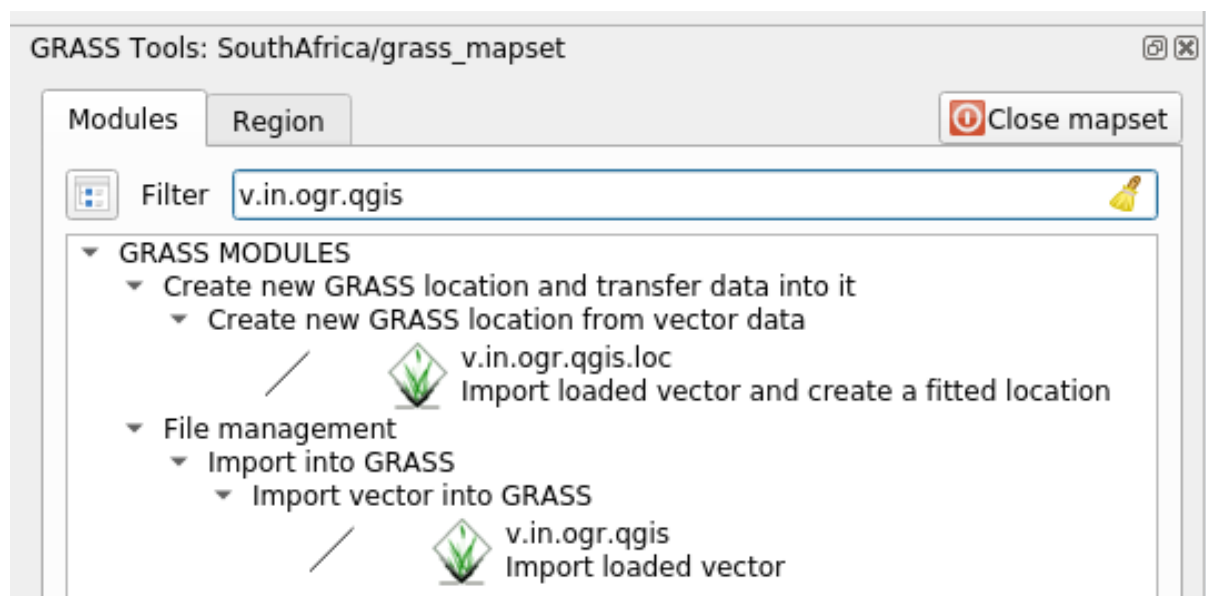 GRASS Tools: SouthAfrica/grass_mapset
Modules
Region
Close mapset
Filter
v.in.ogr.qgis
GRASS MODULES
Create new GRASS location and transfer data into it
Create new GRASS location from vector data
v.in.ogr.qgis.loc
Import loaded vector and create a fitted location
File management
Import into GRASS
Import vector into GRASS
v.in.ogr.qgis
Import loaded vector